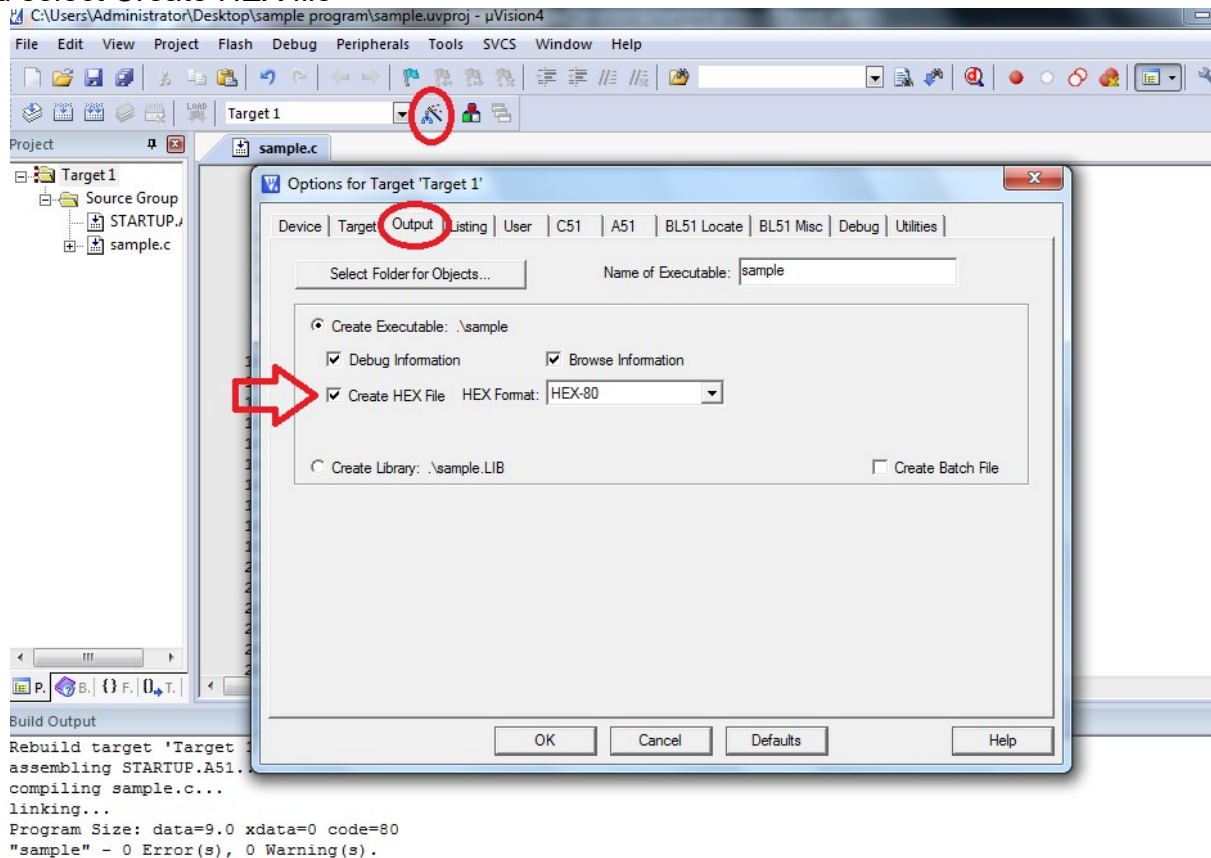 C:\Users\Administrator\Desktop\sample program\sample.uvproj - µVision4
File Edit View Project Flash Debug Peripherals Tools SVCS Window Help
LOAD Target 1
Project
sample.c
Target 1
Source Group
STARTUP.
sample.c
Options for Target 'Target 1'
Device Target Output Listing User C51 A51 BL51 Locate BL51 Misc Debug Utilities
Select Folder for Objects... Name of Executable: sample
Create Executable: .\sample
Debug Information Browse Information
Create HEX File HEX Format: HEX-80
Create Library: .\sample.LIB Create Batch File
P. B. {} F. 0 T.
OK Cancel Defaults Help
Build Output
Rebuild target 'Target
assembling STARTUP.A51..
compiling sample.c...
linking...
Program Size: data=9.0 xdata=0 code=80
"sample" - 0 Error(s), 0 Warning(s).